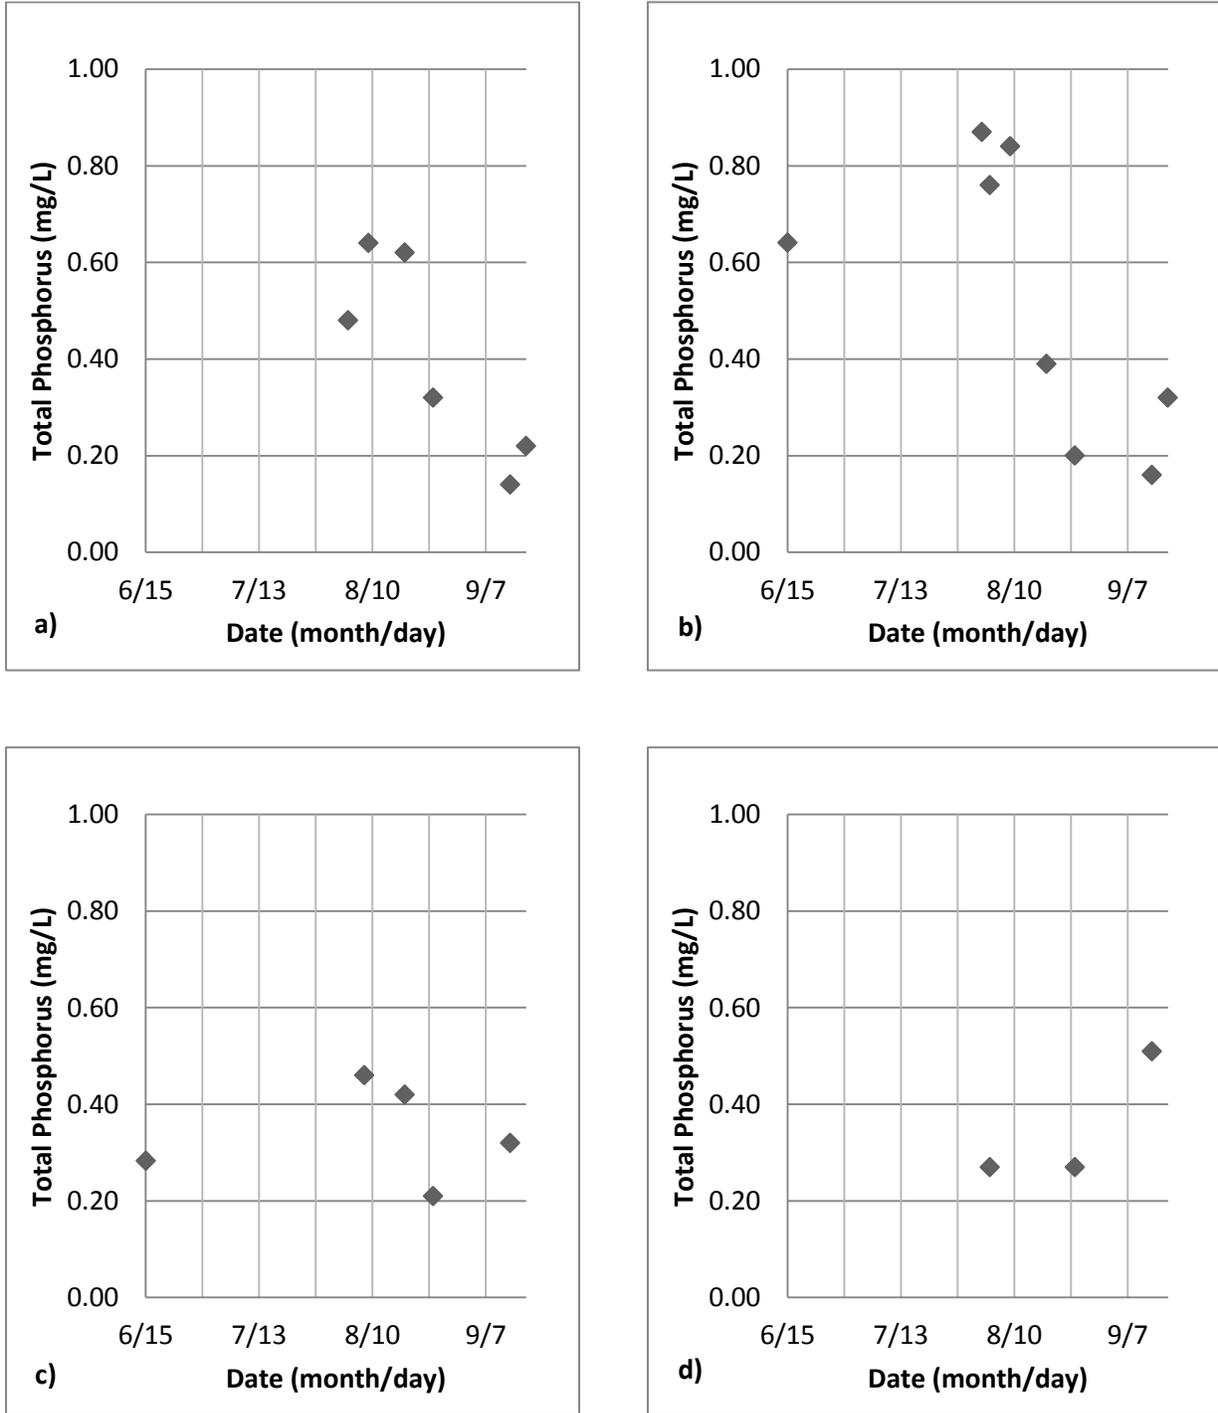 1.00
0.80
0.60
0.40
0.20
0.00
Total Phosphorus (mg/L)
6/15 7/13 8/10 9/7
Date (month/day)
a)
1.00
0.80
0.60
0.40
0.20
0.00
Total Phosphorus (mg/L)
6/15 7/13 8/10 9/7
Date (month/day)
b)
1.00
0.80
0.60
0.40
0.20
0.00
Total Phosphorus (mg/L)
6/15 7/13 8/10 9/7
Date (month/day)
c)
1.00
0.80
0.60
0.40
0.20
0.00
Total Phosphorus (mg/L)
6/15 7/13 8/10 9/7
Date (month/day)
d)